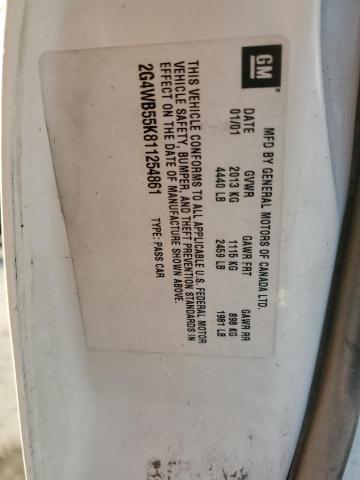 GM
MFD BY GENERAL MOTORS OF CANADA LTD.
DATE GVWR GAWR FRT GAWR RR
01/01 2013 KG 1115 KG 898 KG
4440 LB 2459 LB 1981 LB
THIS VEHICLE CONFORMS TO ALL APPLICABLE U.S. FEDERAL MOTOR
VEHICLE SAFETY, BUMPER, AND THEFT PREVENTION STANDARDS IN
EFFECT ON THE DATE OF MANUFACTURE SHOWN ABOVE.
2G4WB55K811254861 TYPE: PASS CAR